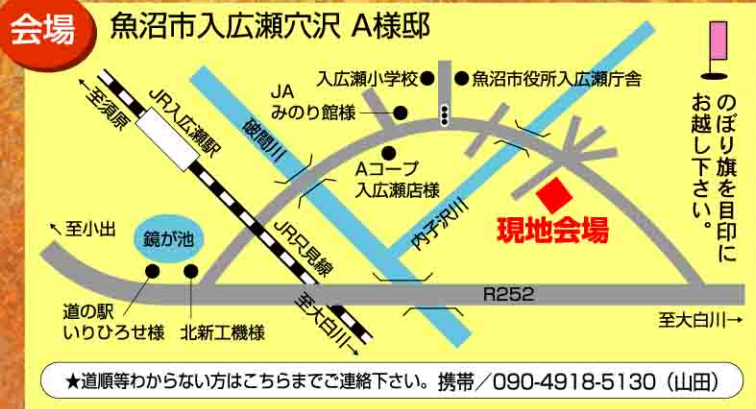 会場
魚沼市入広瀬穴沢 A様邸
のぼり旗を目印に
お越し下さい。
←至須原
JR入広瀬駅
破間川
JA
みのり館様
入広瀬小学校
魚沼市役所入広瀬庁舎
Aコープ
入広瀬店様
内子沢川
現地会場
←至小出
鏡が池
JR只見線
至大白川→
道の駅
いりひろせ様
北新工機様
R252
至大白川→
★道順等わからない方はこちらまでご連絡下さい。携帯/090-4918-5130(山田)